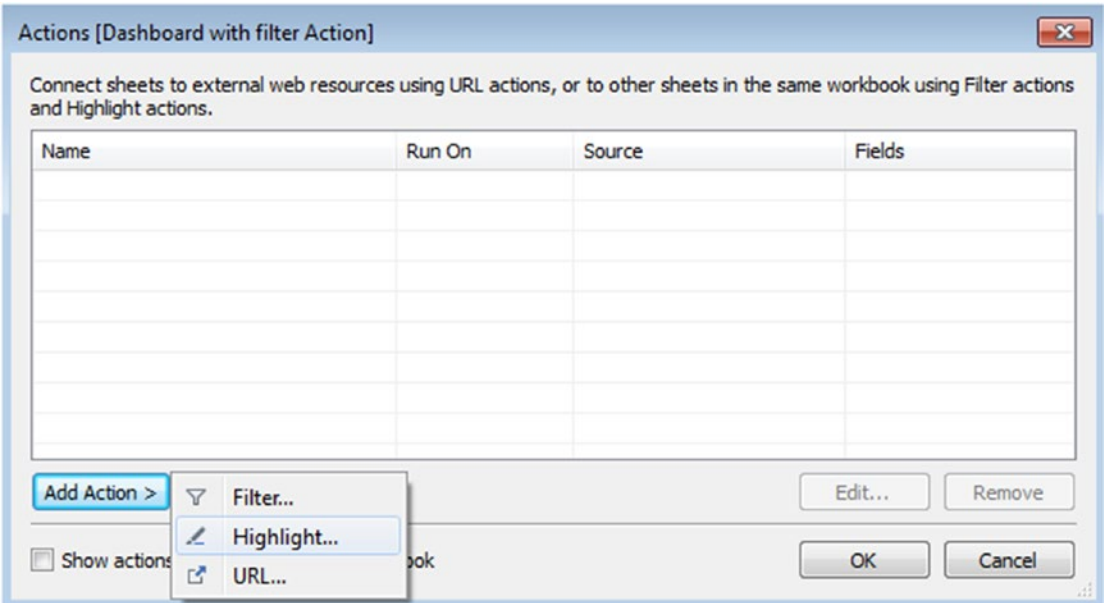 Actions [Dashboard with filter Action]
Connect sheets to external web resources using URL actions, or to other sheets in the same workbook using Filter actions
and Highlight actions.
Name Run On Source Fields
Add Action > Edit... Remove
Filter...
Highlight...
URL...
Show actions
OK Cancel